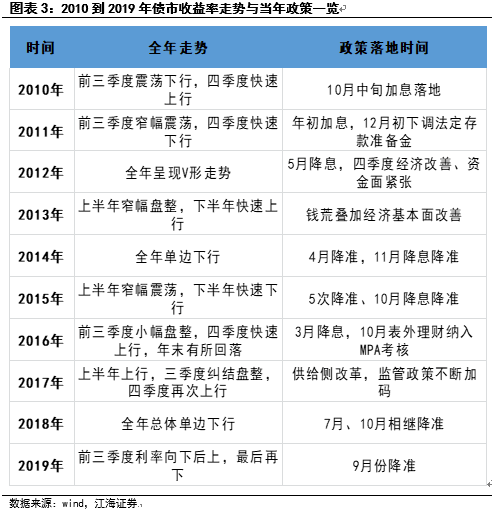 图表 3：2010 到 2019 年债市收益率走势与当年政策一览
时间 全年走势 政策落地时间
2010年 前三季度震荡下行，四季度快速上行 10月中旬加息落地
2011年 前三季度窄幅震荡，四季度快速下行 年初加息，12月初下调法定存款准备金
2012年 全年呈现V形走势 5月降息，四季度经济改善、资金面紧张
2013年 上半年窄幅盘整，下半年快速上行 钱荒叠加经济基本面改善
2014年 全年单边下行 4月降准，11月降息降准
2015年 上半年窄幅震荡，下半年快速下行 5次降准、10月降息降准
2016年 前三季度小幅盘整，四季度快速上行，年末有所回落 3月降息，10月表外理财纳入MPA考核
2017年 上半年上行，三季度纠结盘整，四季度再次上行 供给侧改革，监管政策不断加码
2018年 全年总体单边下行 7月、10月相继降准
2019年 前三季度利率向下后上，最后再下 9月份降准
数据来源：wind，江海证券